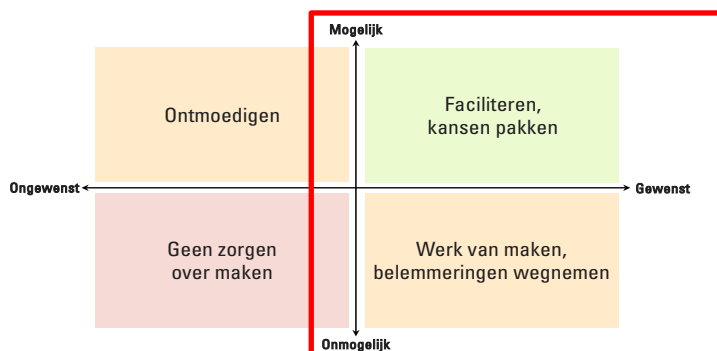 Mogelijk
Ontmoedigen
Faciliteren,
kansen pakken
Ongewenst
Gewenst
Geen zorgen
over maken
Werk van maken,
belemmeringen wegnemen
Onmogelijk